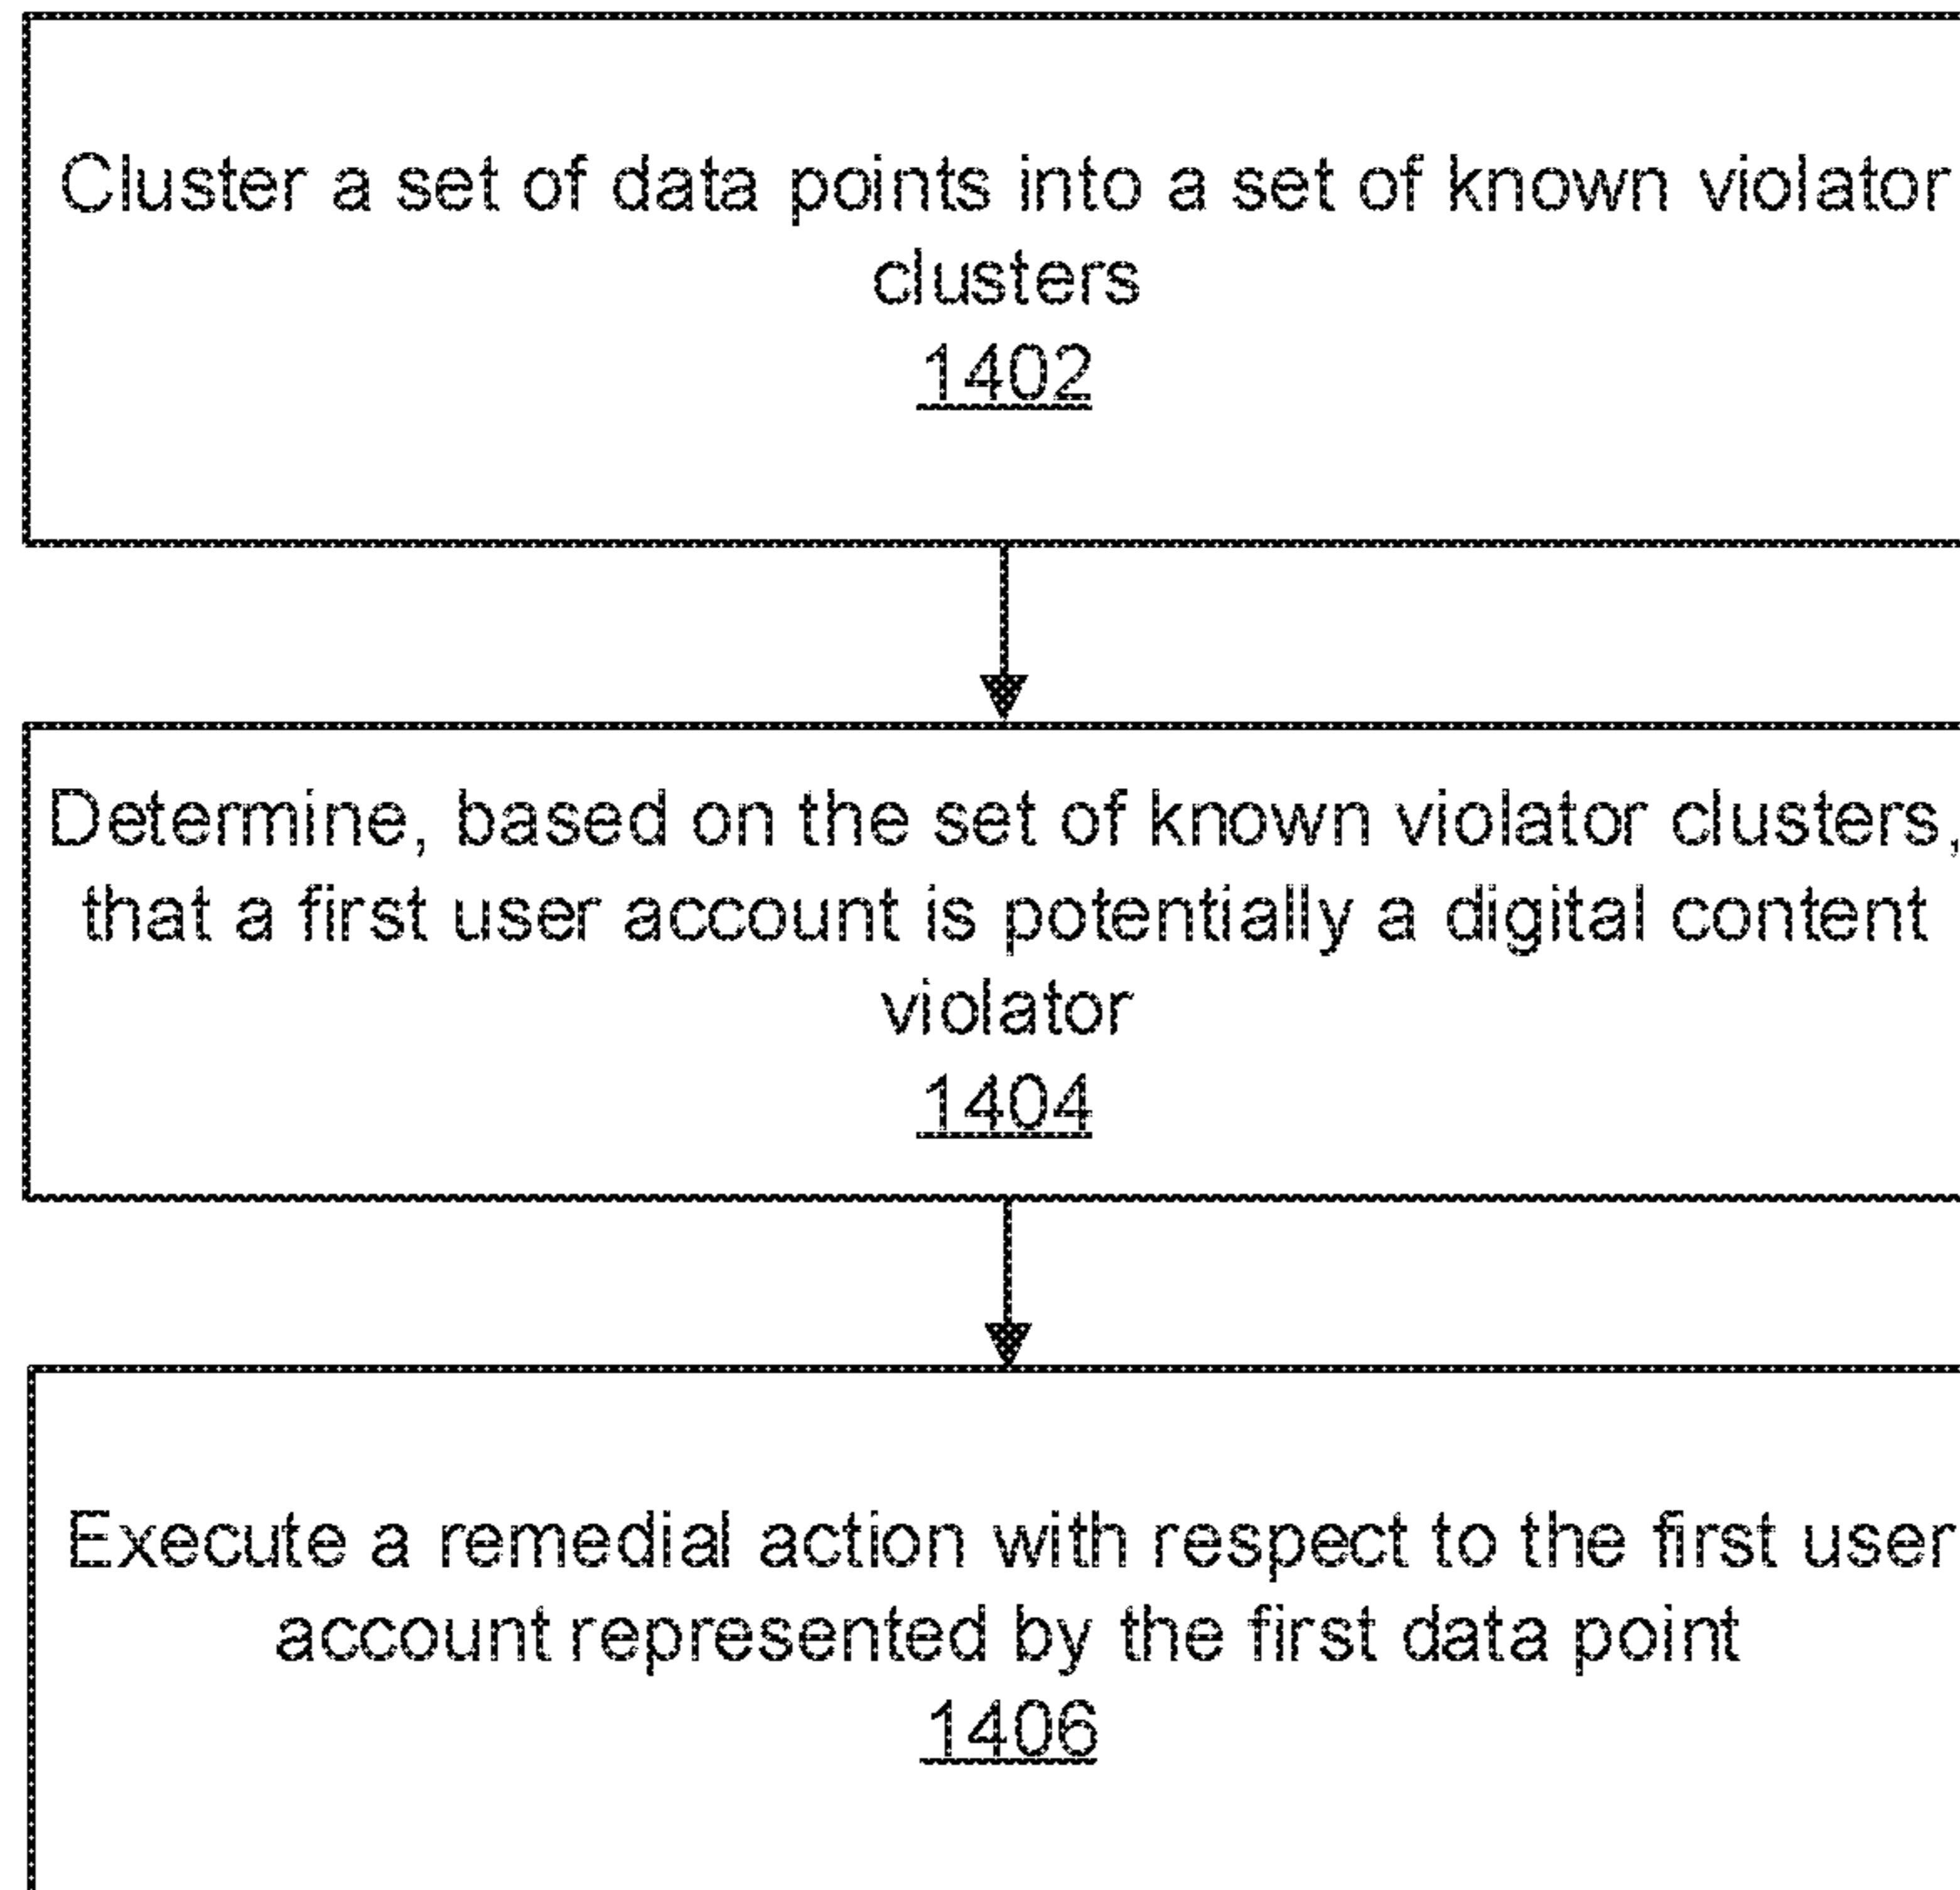 Cluster a set of data points into a set of known violator
clusters
1402
Determine, based on the set of known violator clusters,
that a first user account is potentially a digital content
violator
1404
Execute a remedial action with respect to the first user
account represented by the first data point
1406